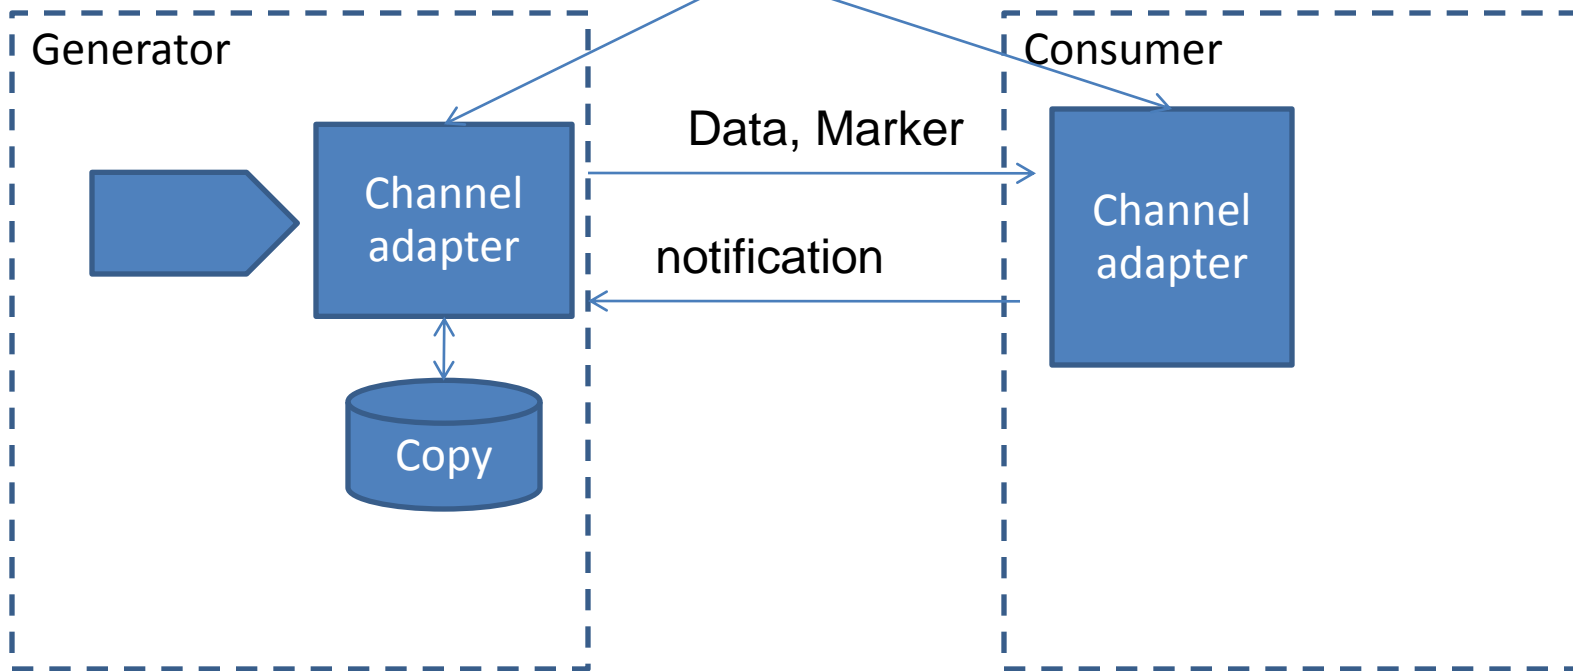 Generator
Consumer
Data, Marker
Channel
adapter
Channel
adapter
notification
Copy